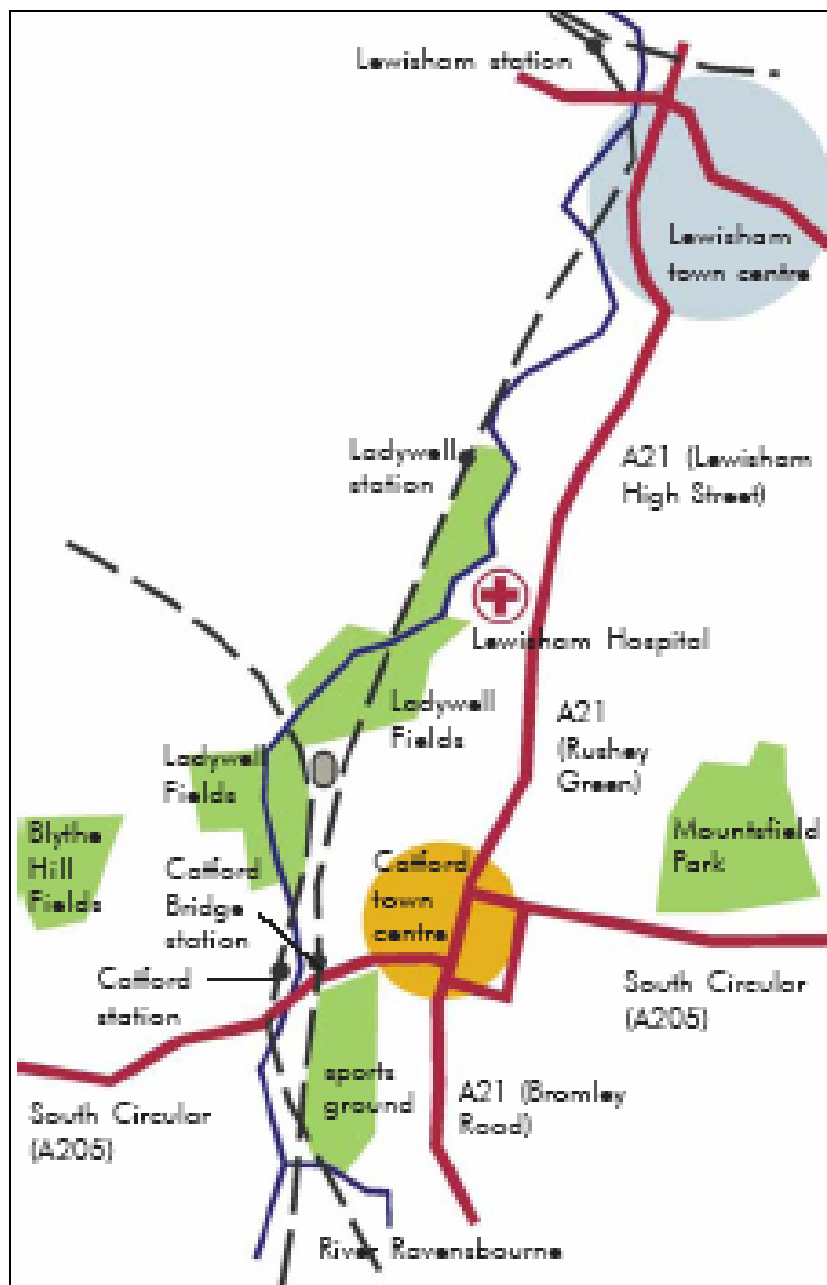 Lewisham station
Lewisham
town centre
Ladywell
station
A21 (Lewisham
High Street)
Lewisham Hospital
Ladywell
Fields
A21
(Rushey
Green)
Ladywell
Fields
Blythe
Hill
Fields
Catford
Bridge
station
Catford
town
centre
Mountsfield
Park
Catford
station
South Circular
(A205)
sports
ground
A21 (Bromley
Road)
South Circular
(A205)
River Ravensbourne